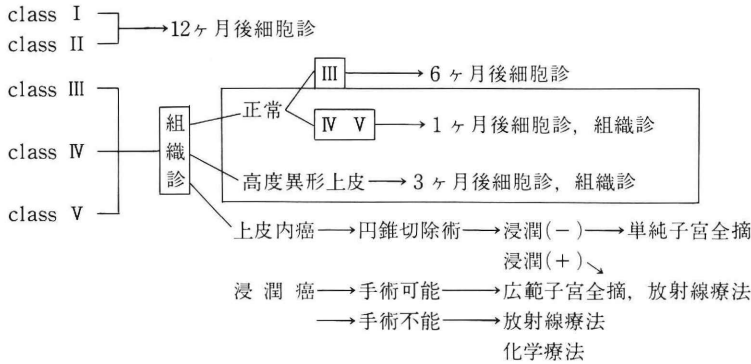 class Ⅰ
class Ⅱ
12ヶ月後細胞診
class Ⅲ
class Ⅳ
class Ⅴ
組織診
正常
Ⅲ
6ヶ月後細胞診
Ⅳ Ⅴ
1ヶ月後細胞診, 組織診
高度異形上皮
3ヶ月後細胞診, 組織診
上皮内癌
円錐切除術
浸潤(-)
単純子宮全摘
浸潤(+)
浸潤癌
手術可能
広範子宮全摘, 放射線療法
手術不能
放射線療法
化学療法